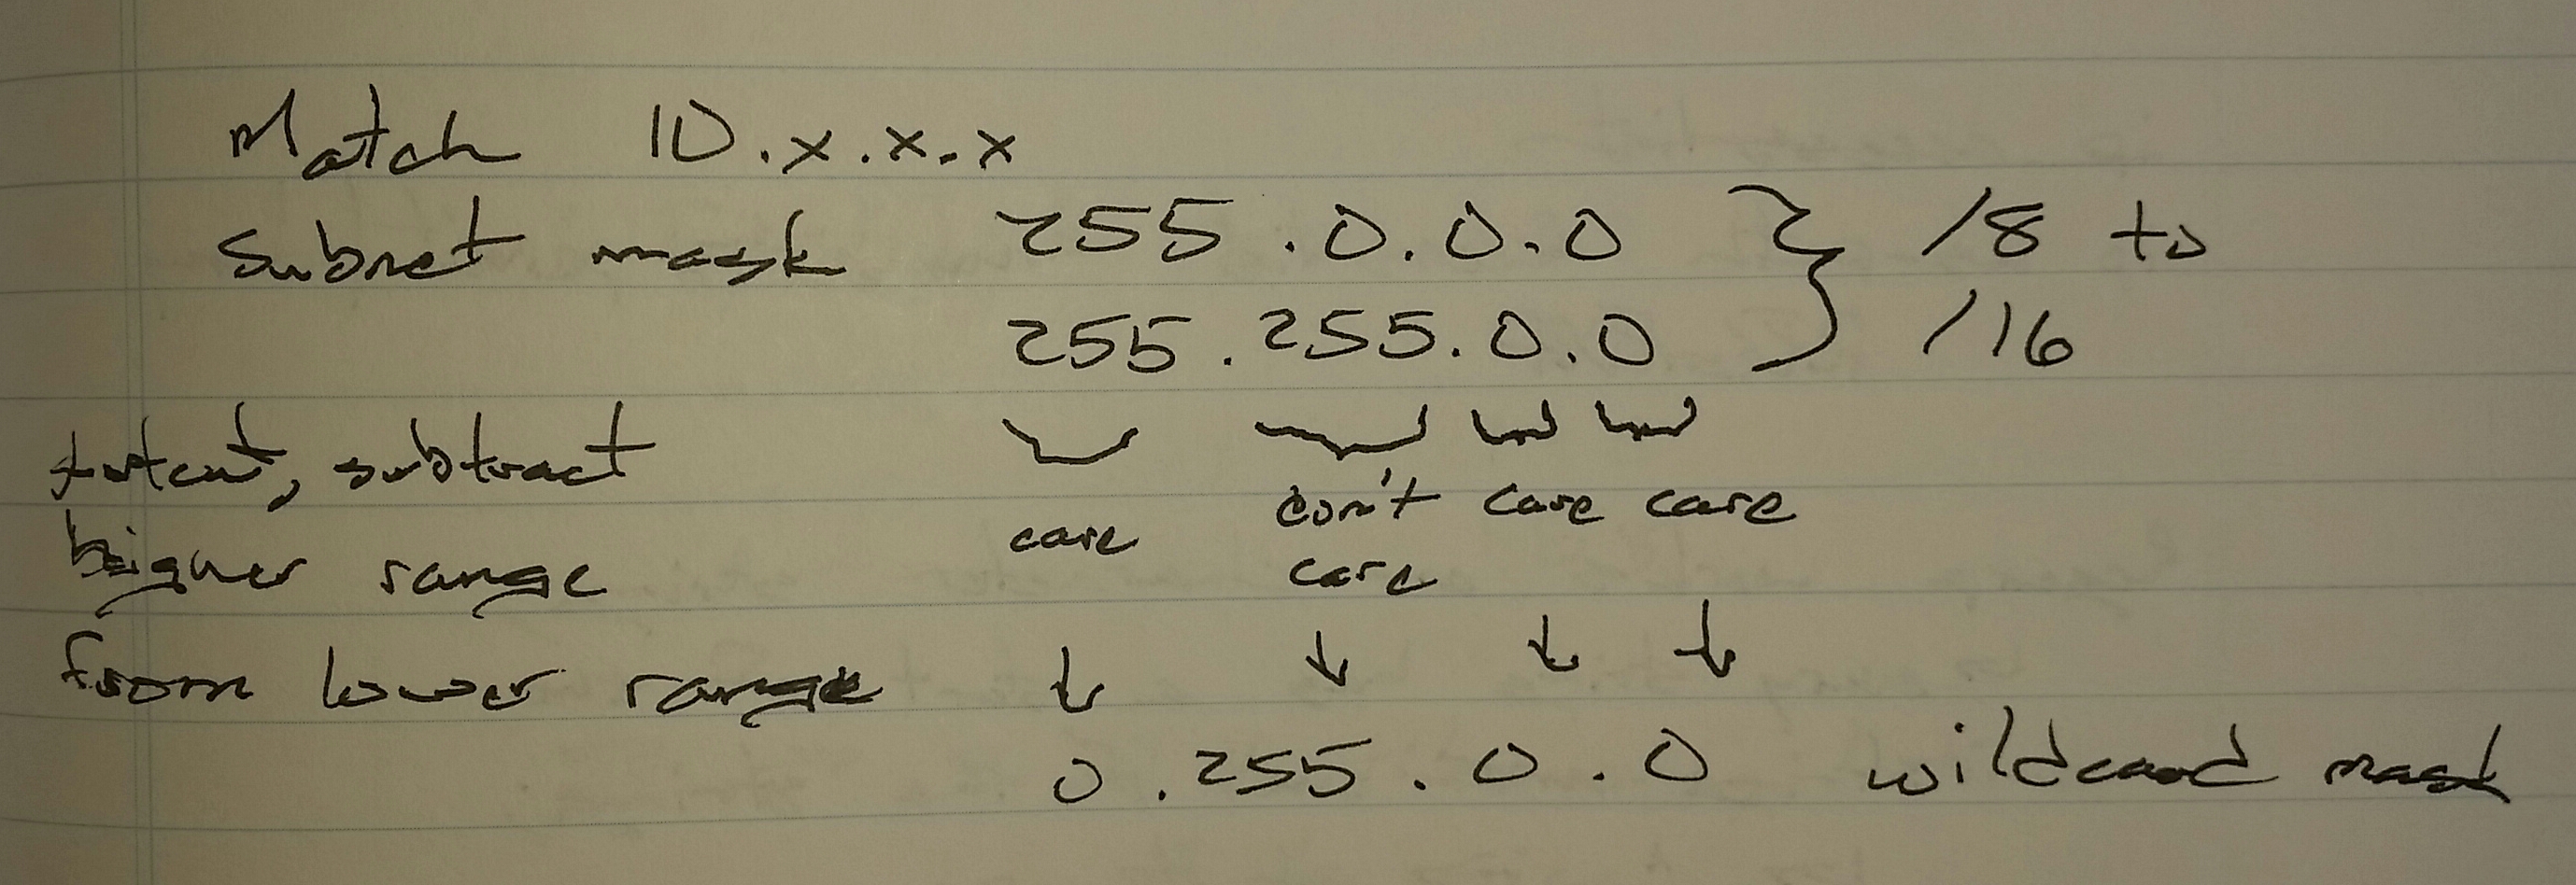 Match 10.x.x.x
Subnet mask 255.0.0.0 } /8 to
255.255.0.0 /16
subtract
higher range
from lower range
care don't care care
care
0.255.0.0 wildcard mask